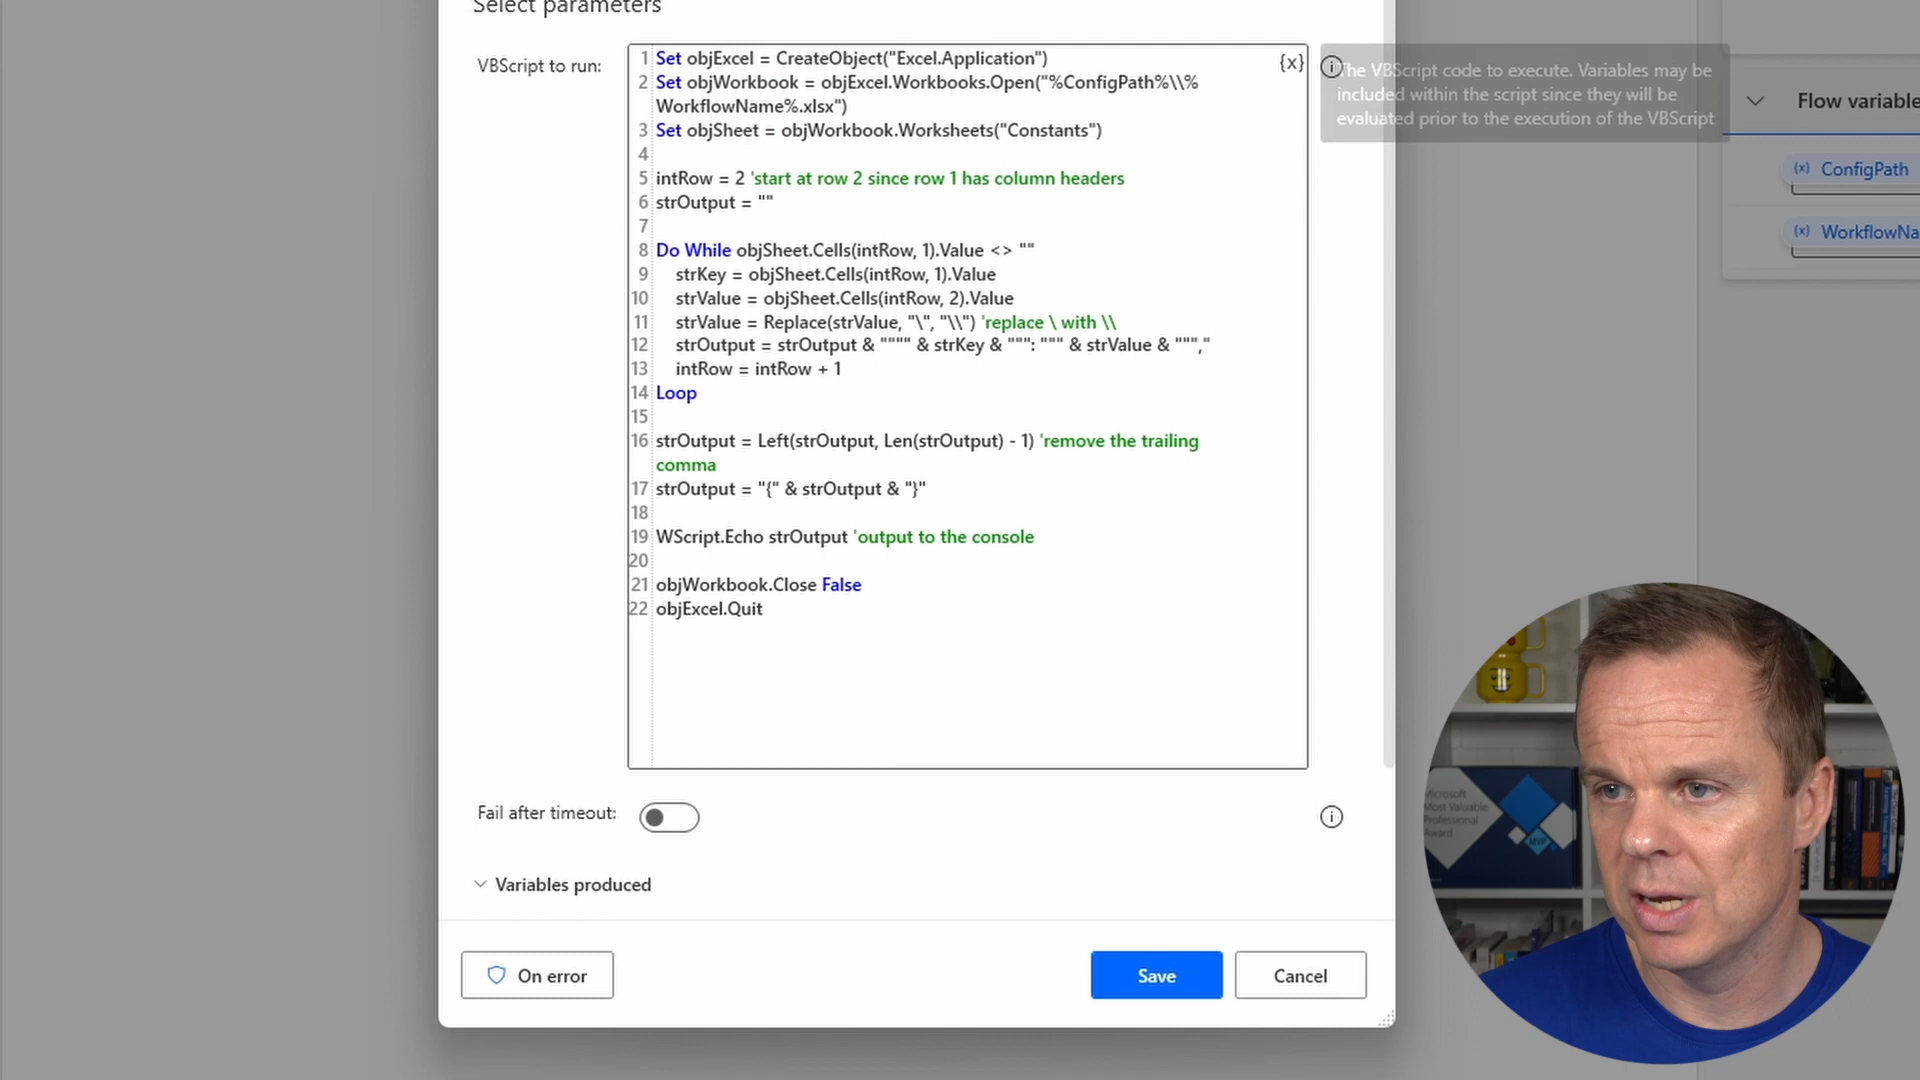 Select parameters
VBScript to run:
1 Set objExcel = CreateObject("Excel.Application")
2 Set objWorkbook = objExcel.Workbooks.Open("%ConfigPath%\\%
WorkflowName%.xlsx")
3 Set objSheet = objWorkbook.Worksheets("Constants")
4
5 intRow = 2 'start at row 2 since row 1 has column headers
6 strOutput = ""
7
8 Do While objSheet.Cells(intRow, 1).Value <> ""
9 strKey = objSheet.Cells(intRow, 1).Value
10 strValue = objSheet.Cells(intRow, 2).Value
11 strValue = Replace(strValue, "\", "\\") 'replace \ with \\
12 strOutput = strOutput & """" & strKey & """: """ & strValue & ""","
13 intRow = intRow + 1
14 Loop
15
16 strOutput = Left(strOutput, Len(strOutput) - 1) 'remove the trailing
comma
17 strOutput = "{" & strOutput & "}"
18
19 WScript.Echo strOutput 'output to the console
20
21 objWorkbook.Close False
22 objExcel.Quit
{x}
The VBScript code to execute. Variables may be
included within the script since they will be
evaluated prior to the execution of the VBScript
Flow variable
(x) ConfigPath
(x) WorkflowNa
Fail after timeout:
Variables produced
On error
Save
Cancel
Microsoft
Most Valuable
Professional
Award
MVP